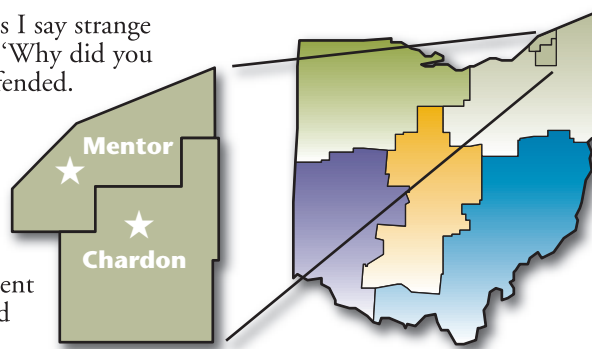 s I say strange
‘Why did you
fended.
Mentor
Chardon
ent
d